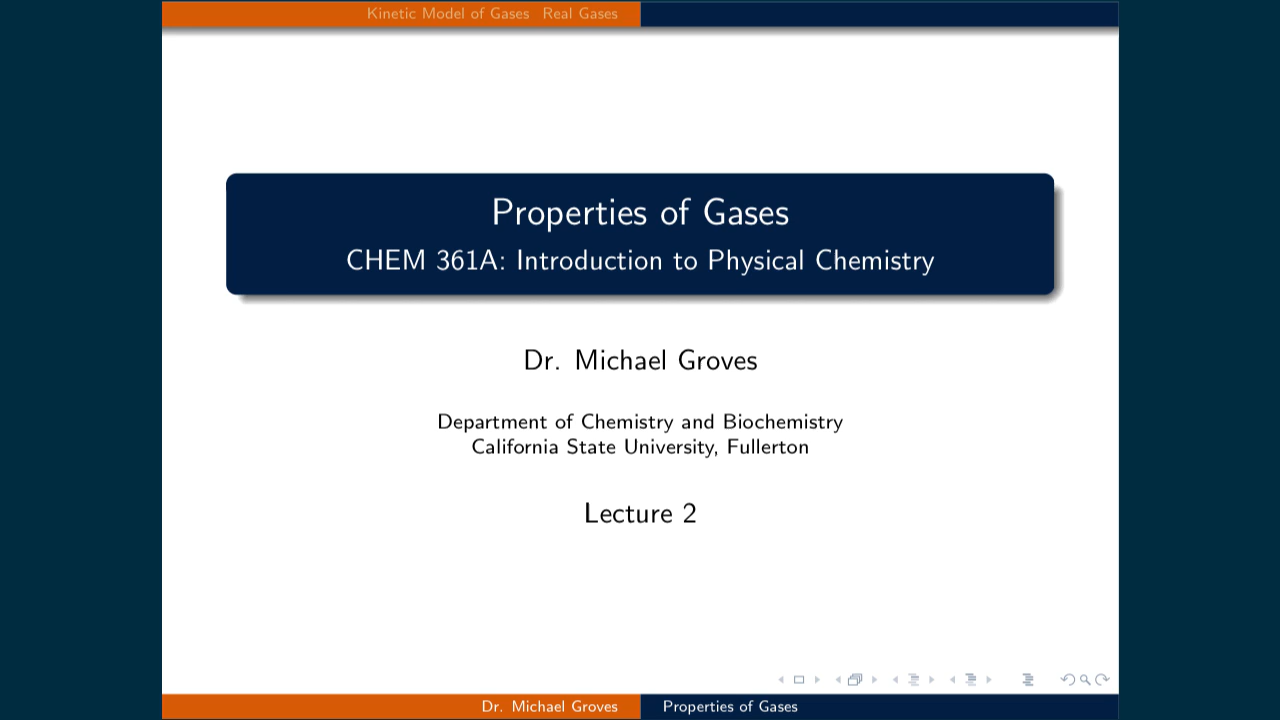 Kinetic Model of Gases Real Gases
Properties of Gases
CHEM 361A: Introduction to Physical Chemistry
Dr. Michael Groves
Department of Chemistry and Biochemistry
California State University, Fullerton
Lecture 2
Dr. Michael Groves Properties of Gases